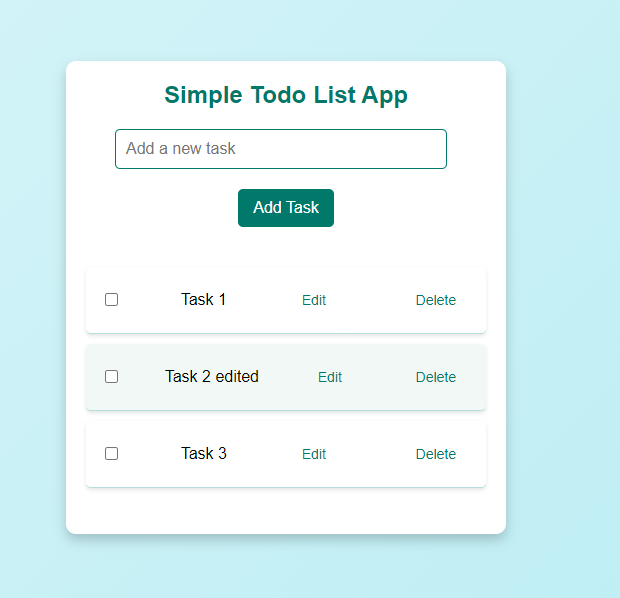 Simple Todo List App
Add a new task
Add Task
Task 1 Edit Delete
Task 2 edited Edit Delete
Task 3 Edit Delete